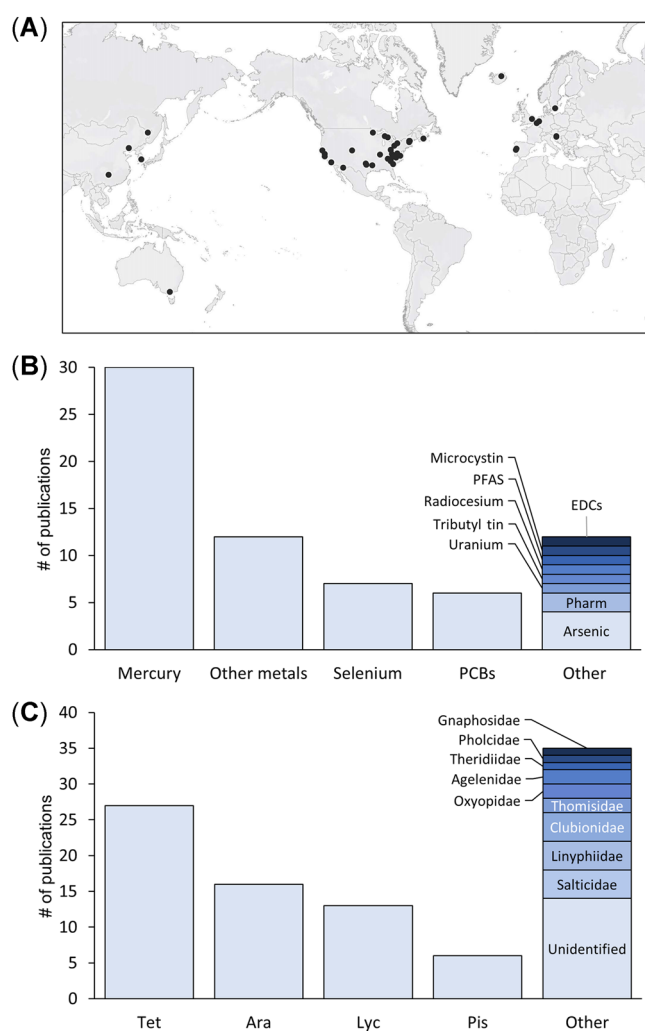 (A)
(B)
# of publications
30
25
20
15
10
5
0
Microcystin
PFAS
Radiocesium
Tributyl tin
Uranium
EDCs
Pharm
Arsenic
Mercury
Other metals
Selenium
PCBs
Other
(C)
# of publications
40
35
30
25
20
15
10
5
0
Gnaphosidae
Pholcidae
Theridiidae
Agelenidae
Oxyopidae
Thomisidae
Clubionidae
Linyphiidae
Salticidae
Unidentified
Tet
Ara
Lyc
Pis
Other